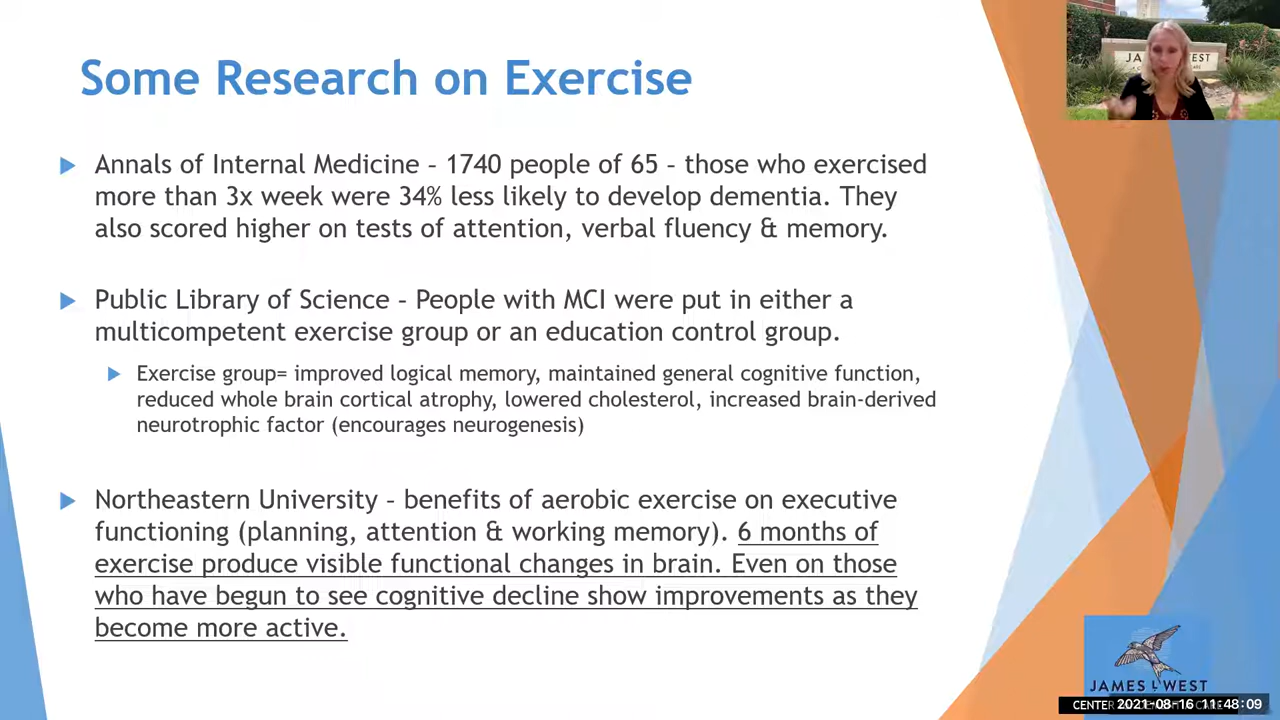 Some Research on Exercise
Annals of Internal Medicine – 1740 people of 65 – those who exercised
more than 3x week were 34% less likely to develop dementia. They
also scored higher on tests of attention, verbal fluency & memory.
Public Library of Science – People with MCI were put in either a
multicompetent exercise group or an education control group.
Exercise group= improved logical memory, maintained general cognitive function,
reduced whole brain cortical atrophy, lowered cholesterol, increased brain-derived
neurotrophic factor (encourages neurogenesis)
Northeastern University – benefits of aerobic exercise on executive
functioning (planning, attention & working memory). 6 months of
exercise produce visible functional changes in brain. Even on those
who have begun to see cognitive decline show improvements as they
become more active.
JA WEST
JAMES L WEST
CENTER
2021-08-16 11:48:09